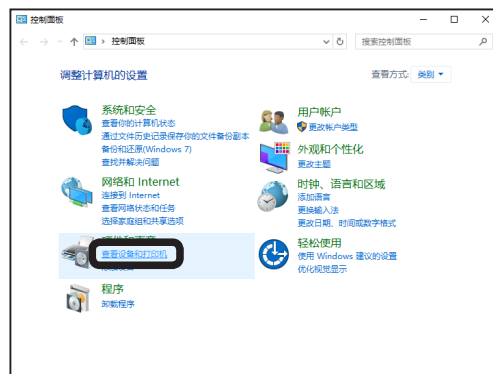 控制面板
控制面板
搜索控制面板
调整计算机的设置
查看方式: 类别
系统和安全
查看你的计算机状态
通过文件历史记录保存你的文件备份副本
备份和还原(Windows 7)
查找并解决问题
网络和 Internet
连接到 Internet
查看网络状态和任务
选择家庭组和共享选项
查看设备和打印机
程序
卸载程序
用户帐户
更改帐户类型
外观和个性化
更改主题
时钟、语言和区域
添加语言
更换输入法
更改日期、时间或数字格式
轻松使用
使用 Windows 建议的设置
优化视觉显示